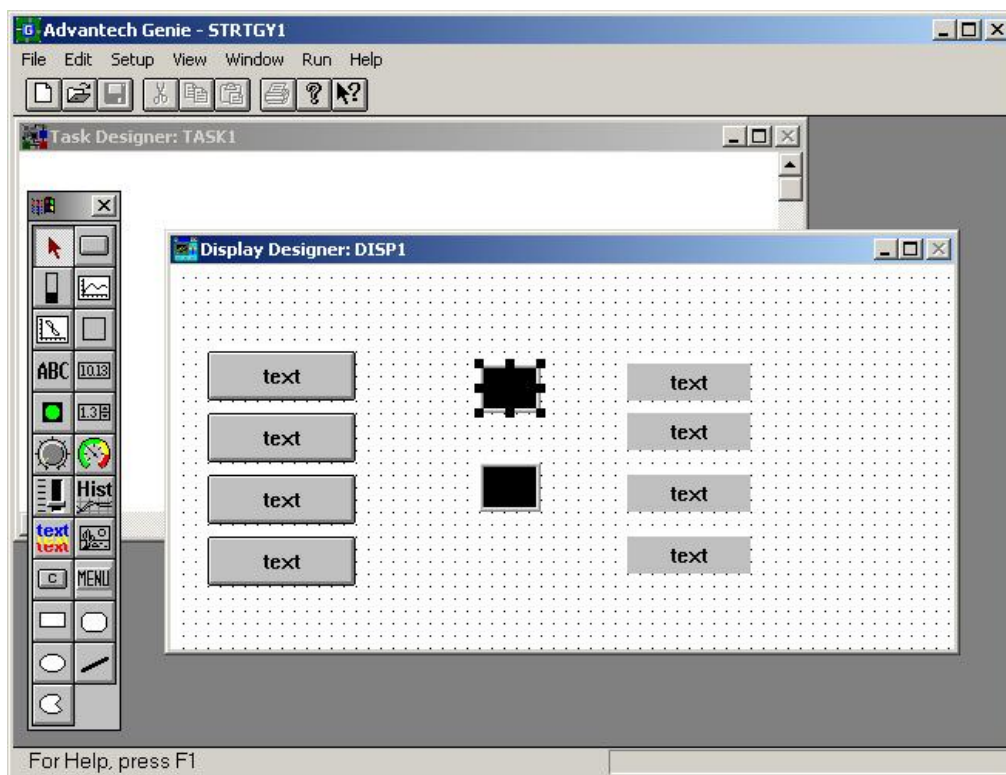 Advantech Genie - STRTGY1
File Edit Setup View Window Run Help
Task Designer: TASK1
Display Designer: DISP1
ABC 10.13
1.3
Hist
text
text
C MENU
text text
text text
text text
text text
For Help, press F1